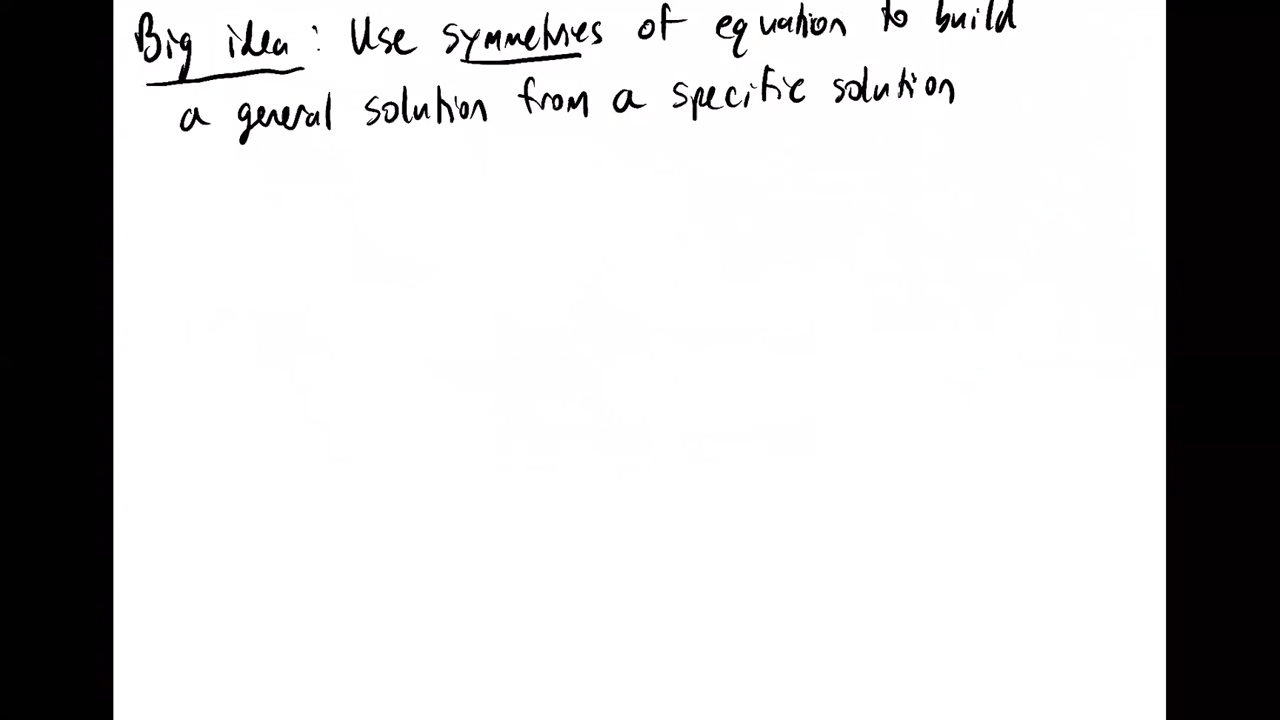 Big idea: Use symmetries of equation to build
a general solution from a specific solution